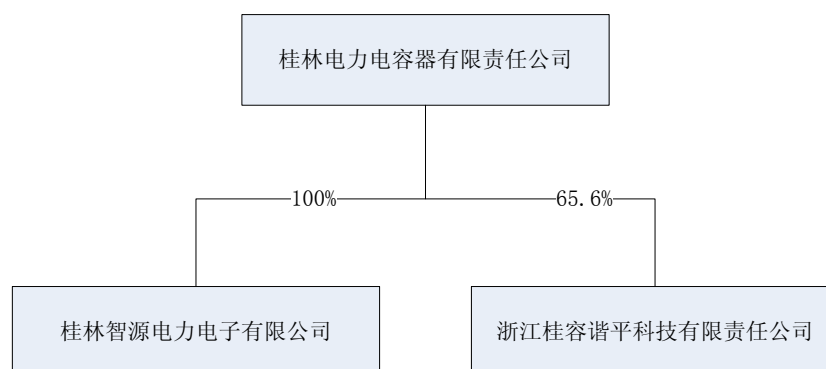 桂林电力电容器有限责任公司
100%
65.6%
桂林智源电力电子有限公司
浙江桂容谐平科技有限责任公司